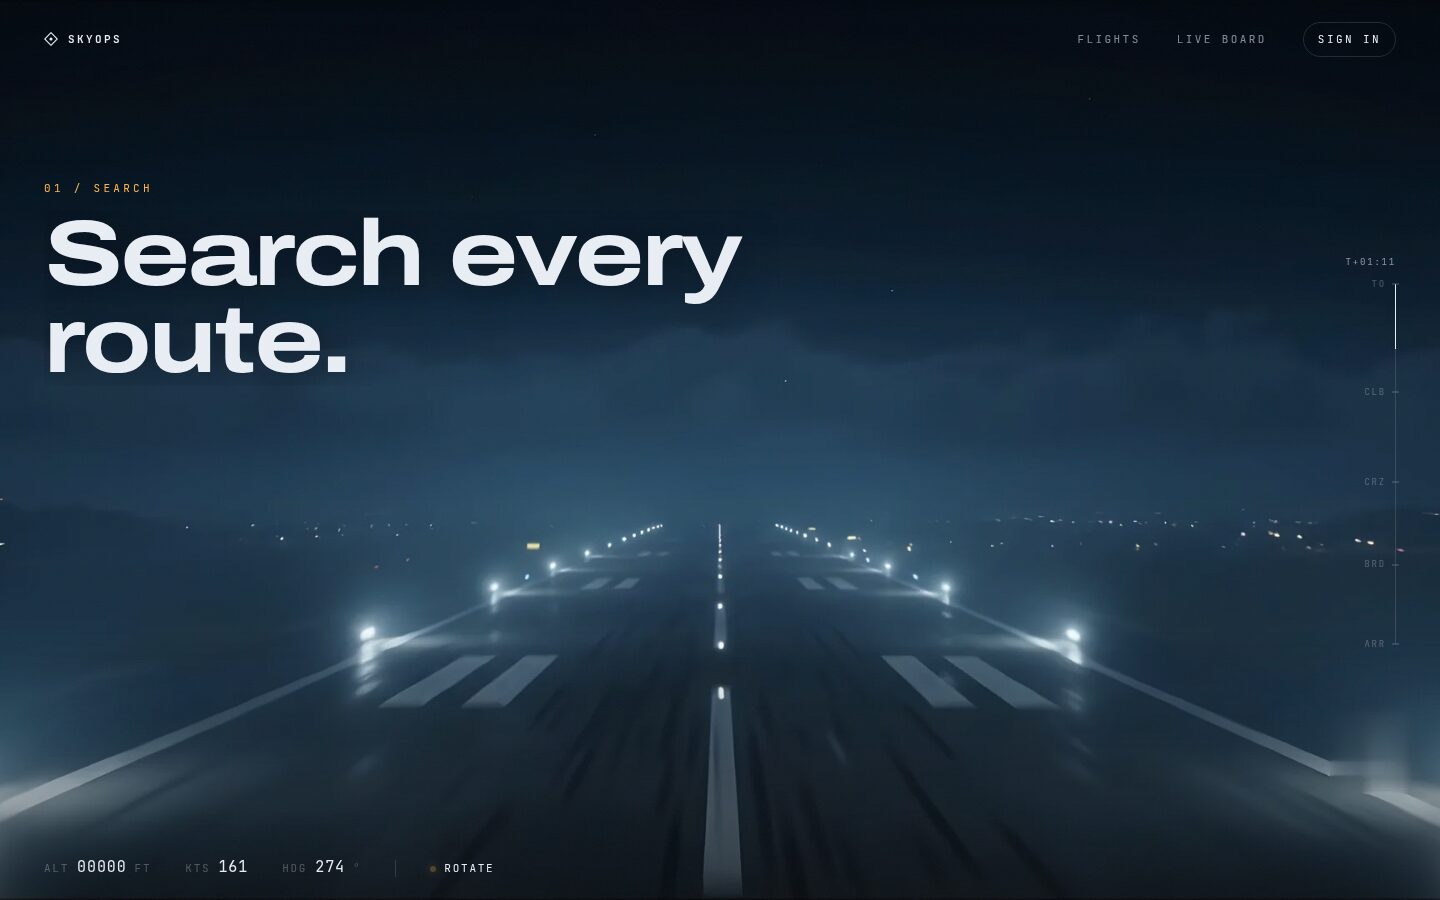 SKYOPS
FLIGHTS
LIVE BOARD
SIGN IN
01 / SEARCH
Search every
route.
T+01:11
TO
CLB
CRZ
BRD
ARR
ALT 00000 FT
KTS 161
HDG 274 °
ROTATE